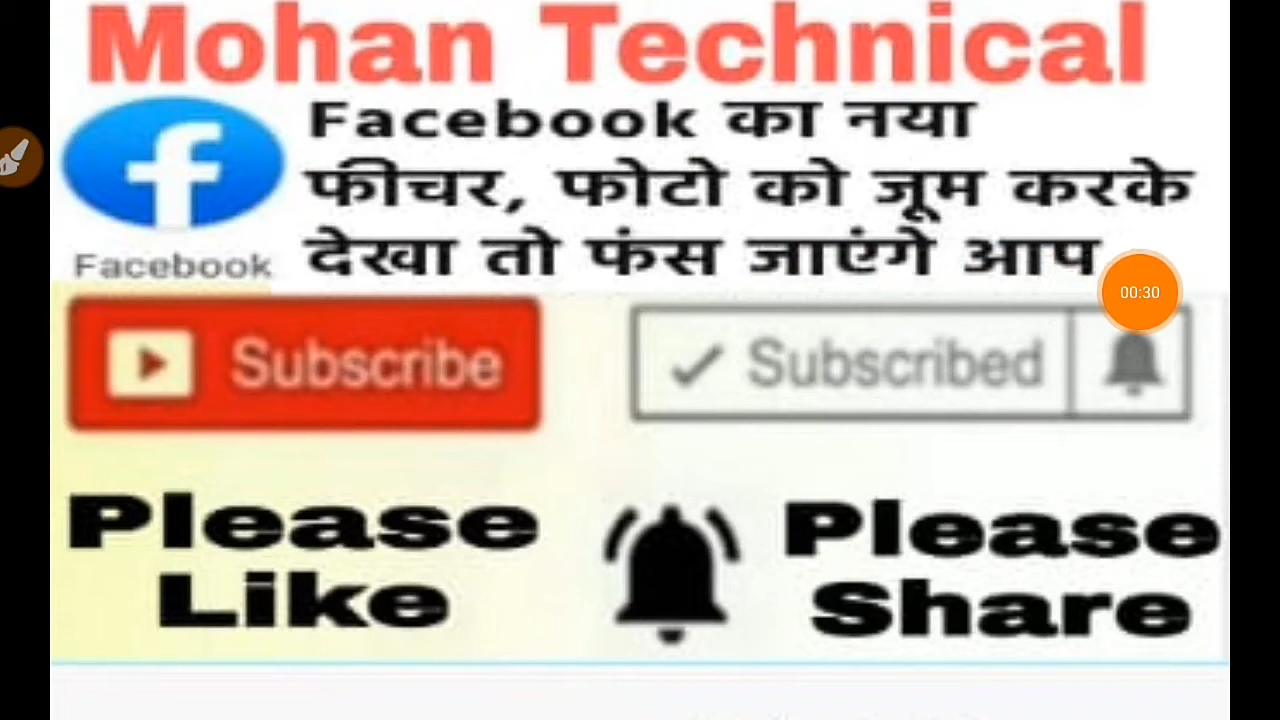 Mohan Technical
Facebook का नया
फीचर, फोटो को जूम करके
देखा तो फंस जाएंगे आप
Facebook
00:30
Subscribe
Subscribed
Please
Like
Please
Share